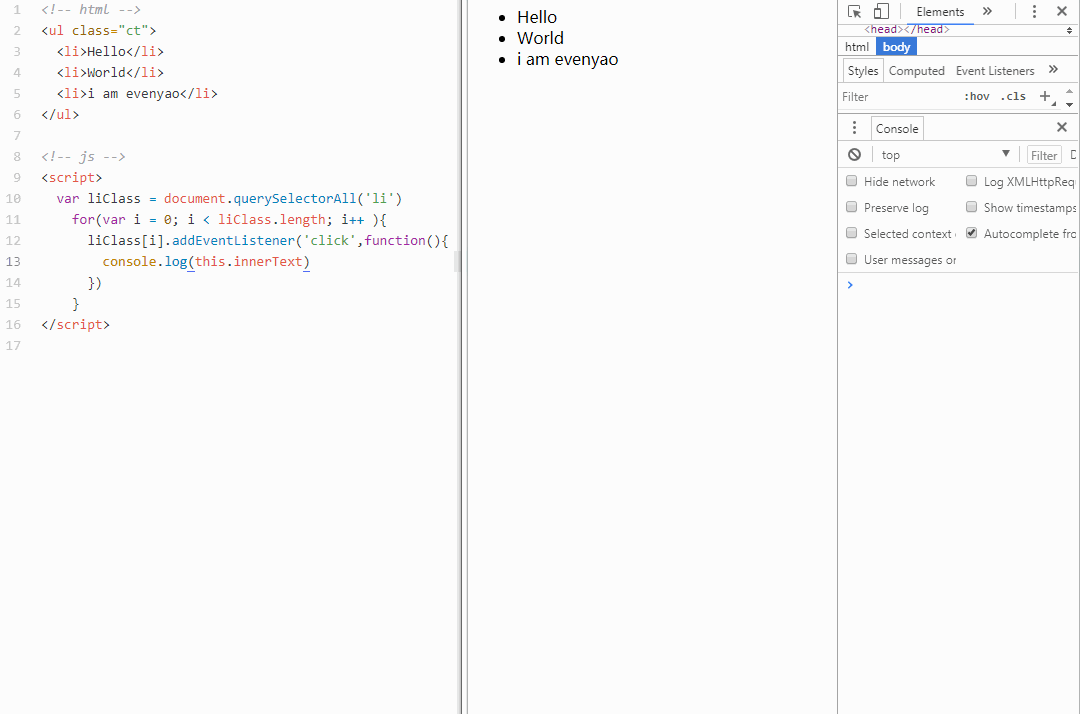 1 <!-- html -->
2 <ul class="ct">
3 <li>Hello</li>
4 <li>World</li>
5 <li>i am evenyao</li>
6 </ul>
7
8 <!-- js -->
9 <script>
10 var liClass = document.querySelectorAll('li')
11 for(var i = 0; i < liClass.length; i++ ){
12 liClass[i].addEventListener('click',function(){
13 console.log(this.innerText)
14 })
15 }
16 </script>
17
Hello
World
i am evenyao
Elements »
<head></head>
html body
Styles Computed Event Listeners »
Filter :hov .cls +
Console
top ▼ Filter
Hide network Log XMLHttpReq
Preserve log Show timestamps
Selected context Autocomplete fro
User messages or
>